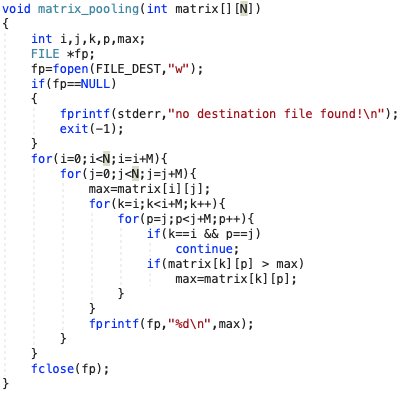 void matrix_pooling(int matrix[][N])
{
    int i,j,k,p,max;
    FILE *fp;
    fp=fopen(FILE_DEST,"w");
    if(fp==NULL)
    {
        fprintf(stderr,"no destination file found!\n");
        exit(-1);
    }
    for(i=0;i<N;i=i+M){
        for(j=0;j<N;j=j+M){
            max=matrix[i][j];
            for(k=i;k<i+M;k++){
                for(p=j;p<j+M;p++){
                    if(k==i && p==j)
                        continue;
                    if(matrix[k][p] > max)
                        max=matrix[k][p];
                }
            }
            fprintf(fp,"%d\n",max);
        }
    }
    fclose(fp);
}